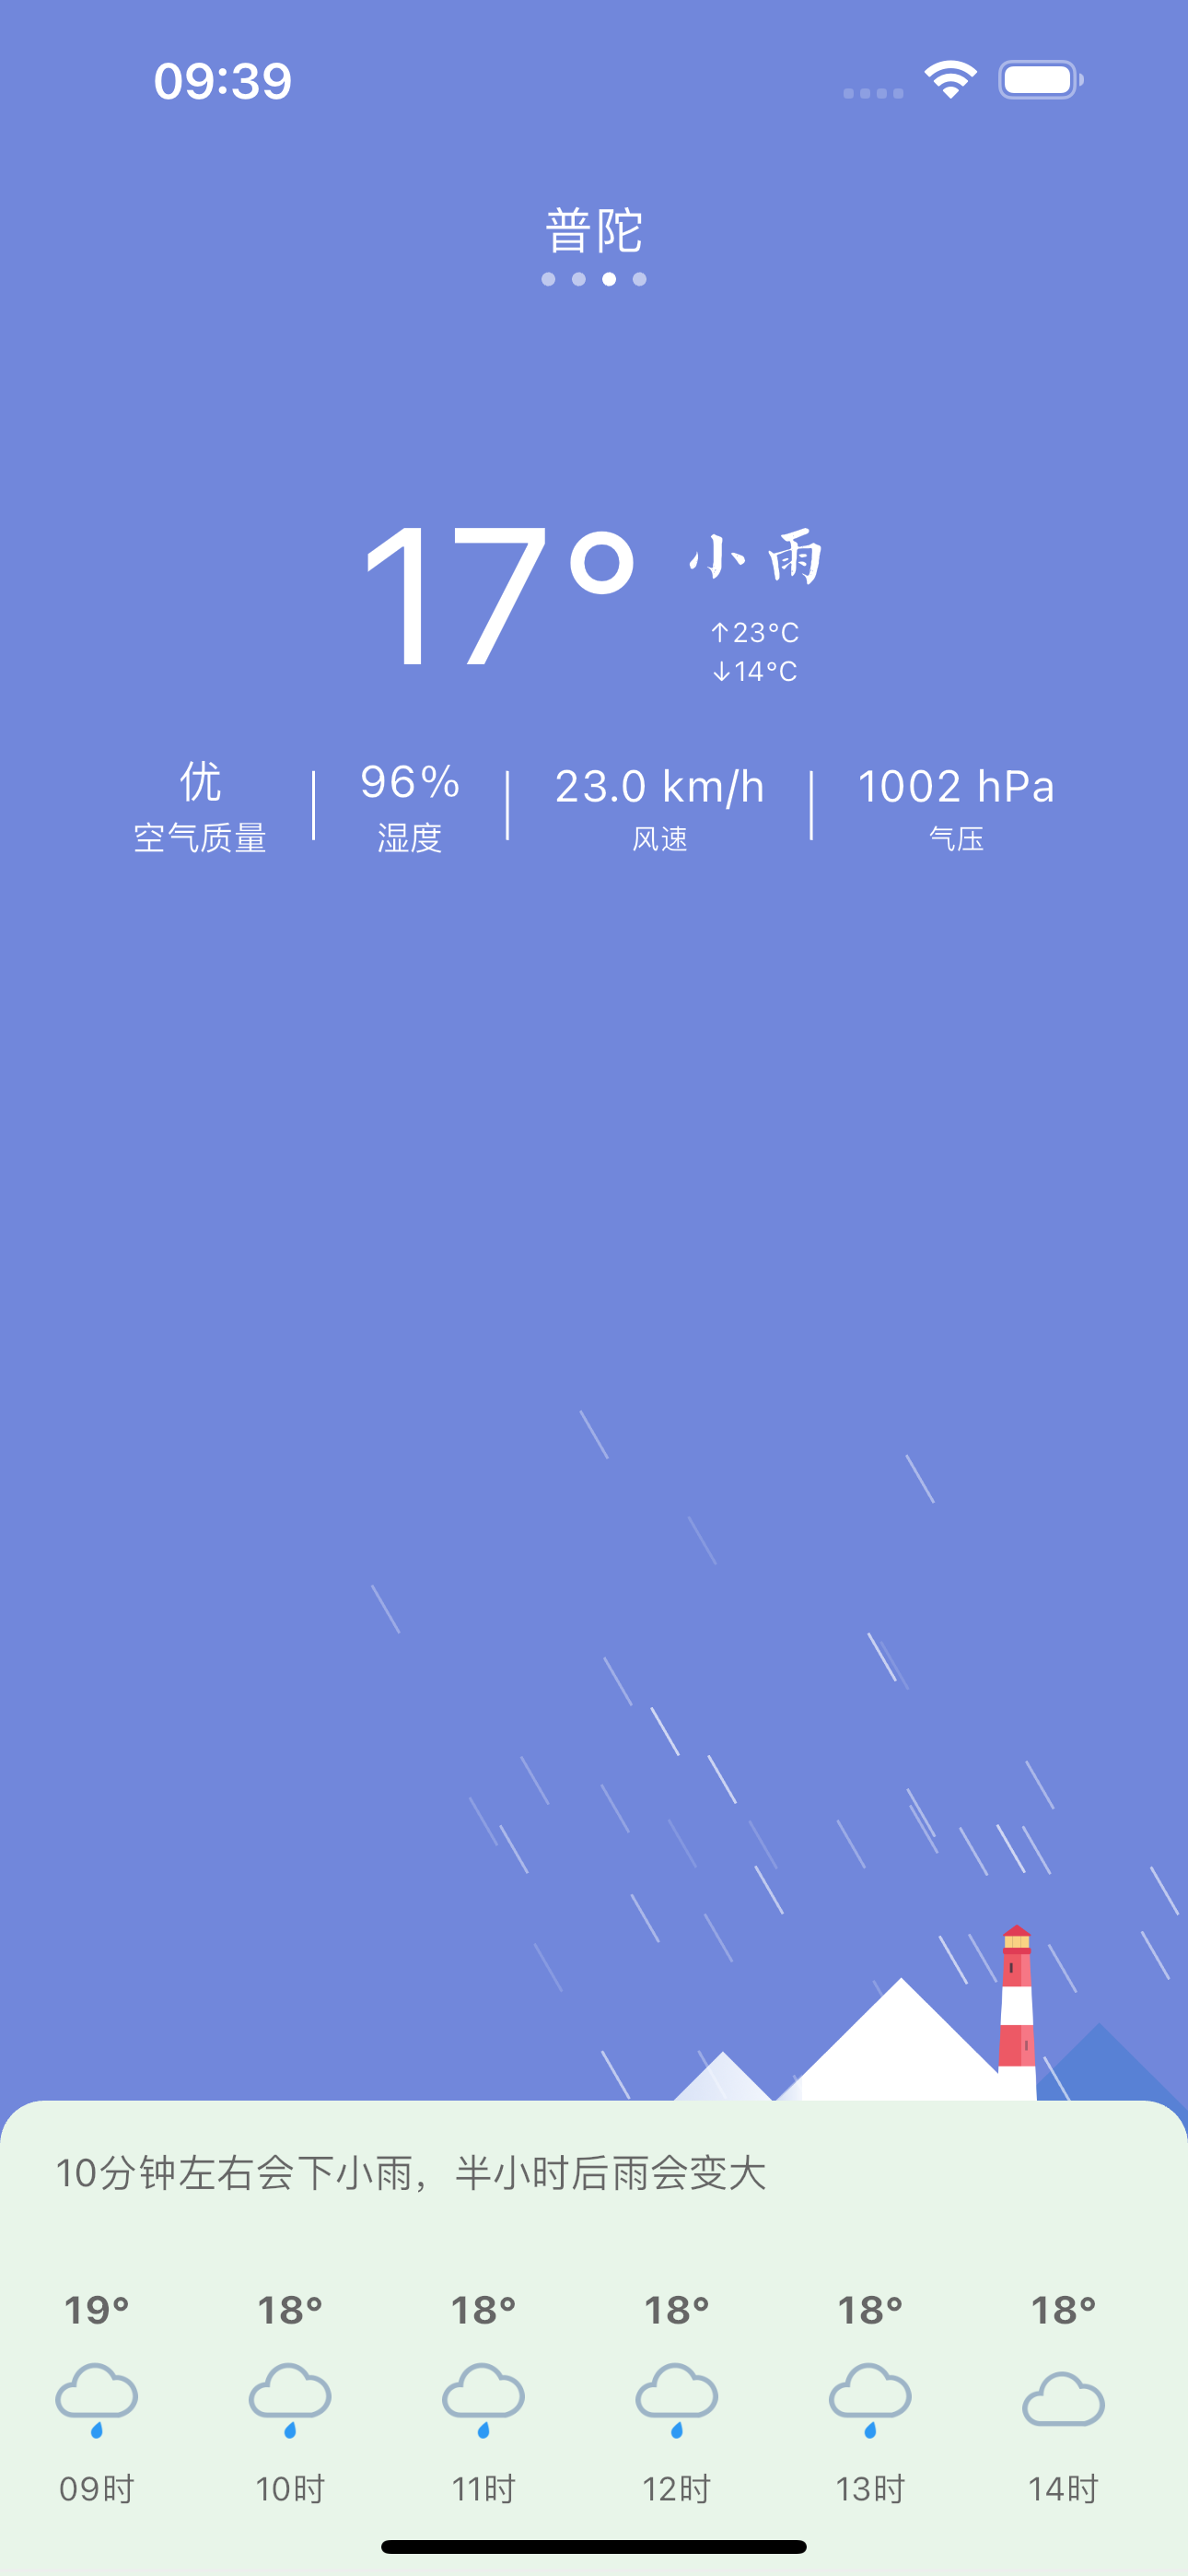 09:39
普陀
17° 小雨
↑23°C
↓14°C
优 96% 23.0 km/h 1002 hPa
空气质量 湿度 风速 气压
10分钟左右会下小雨，半小时后雨会变大
19° 18° 18° 18° 18° 18°
09时 10时 11时 12时 13时 14时